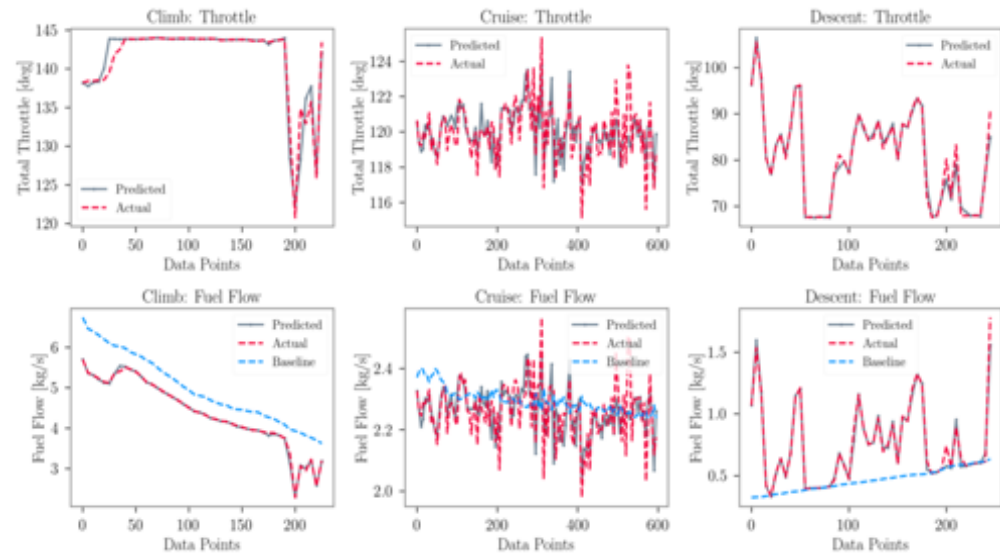 Climb: Throttle
Total Throttle [deg]
145
140
135
130
125
120
Predicted
Actual
0 50 100 150 200
Data Points
Cruise: Throttle
Total Throttle [deg]
124
122
120
118
116
Predicted
Actual
0 200 400 600
Data Points
Descent: Throttle
Total Throttle [deg]
100
90
80
70
Predicted
Actual
0 100 200
Data Points
Climb: Fuel Flow
Fuel Flow [kg/s]
6
5
4
3
Predicted
Actual
Baseline
0 50 100 150 200
Data Points
Cruise: Fuel Flow
Fuel Flow [kg/s]
2.4
2.2
2.0
Predicted
Actual
Baseline
0 200 400 600
Data Points
Descent: Fuel Flow
Fuel Flow [kg/s]
1.5
1.0
0.5
Predicted
Actual
Baseline
0 100 200
Data Points